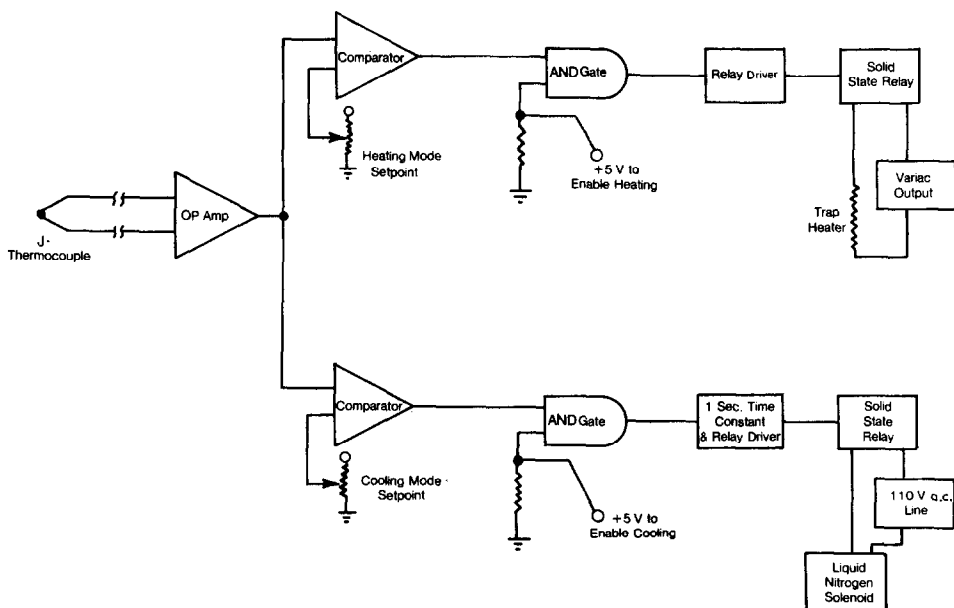 Comparator
AND Gate
Relay Driver
Solid
State Relay
Heating Mode
Setpoint
+5 V to
Enable Heating
Variac
Output
Trap
Heater
OP Amp
J-
Thermocouple
Comparator
AND Gate
1 Sec. Time
Constant
& Relay Driver
Solid
State
Relay
Cooling Mode
Setpoint
+5 V to
Enable Cooling
110 V a.c.
Line
Liquid
Nitrogen
Solenoid